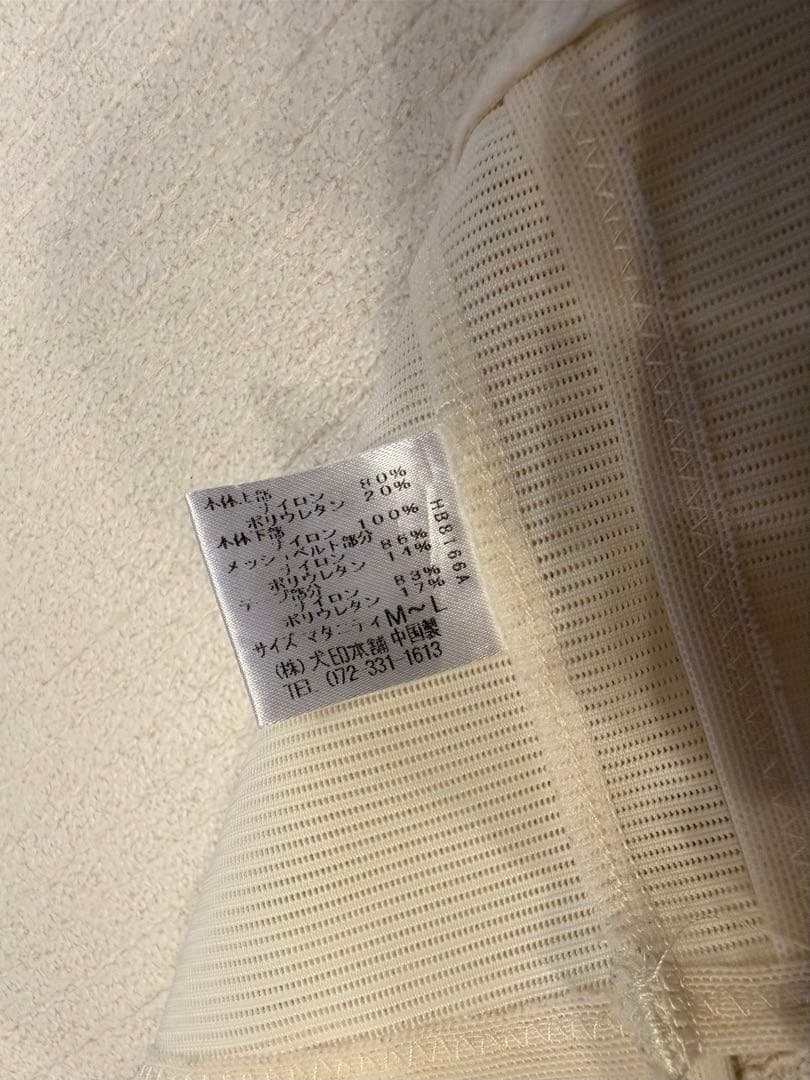 本体上部
ナイロン 80%
ポリウレタン 20%
本体下部
ナイロン 100%
メッシュベルト部分
ナイロン 86%
ポリウレタン 14%
テープ部分
ナイロン 83%
ポリウレタン 17%
サイズ マタニティ M〜L
(株)犬印本舗 中国製
TEL 072-331-1613
HB8166A